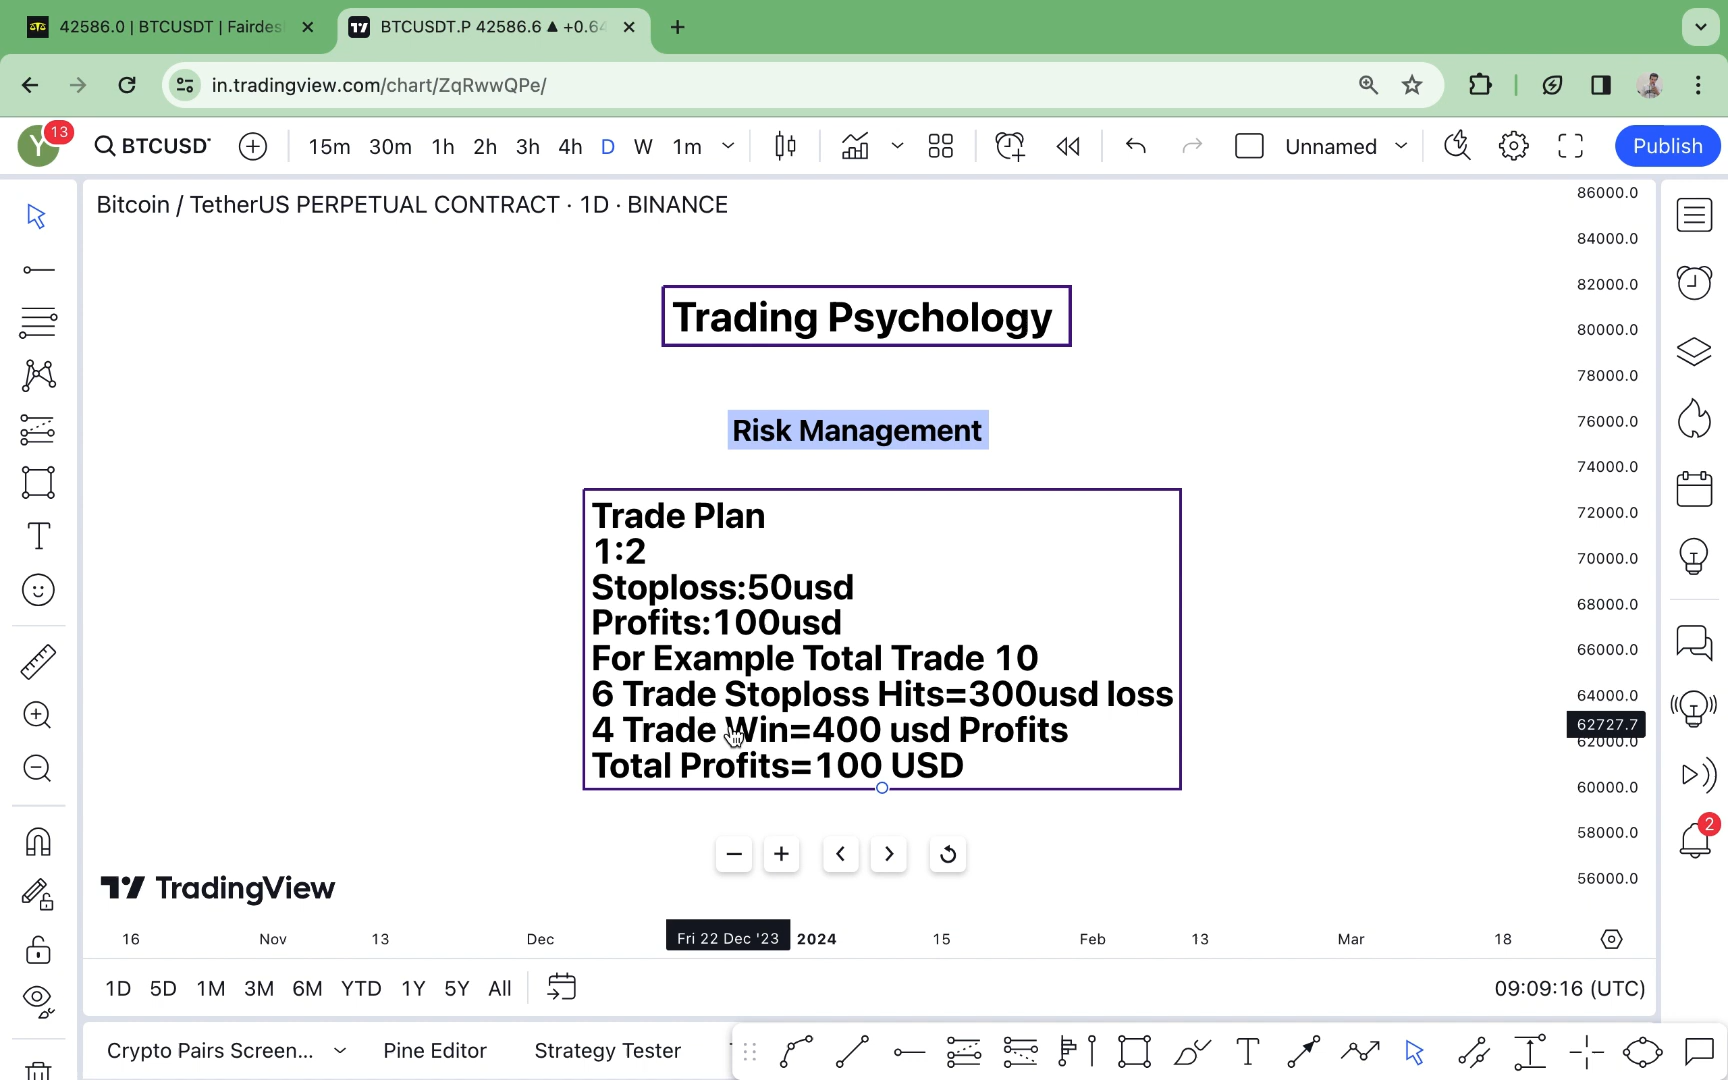 42586.0 | BTCUSDT | Fairdes
BTCUSDT.P 42586.6 ▲ +0.64
in.tradingview.com/chart/ZqRwwQPe/
Y
13
BTCUSDT
15m 30m 1h 2h 3h 4h D W 1m
Unnamed
Publish
Bitcoin / TetherUS PERPETUAL CONTRACT · 1D · BINANCE
Trading Psychology
Risk Management
Trade Plan
1:2
Stoploss:50usd
Profits:100usd
For Example Total Trade 10
6 Trade Stoploss Hits=300usd loss
4 Trade Win=400 usd Profits
Total Profits=100 USD
86000.0
84000.0
82000.0
80000.0
78000.0
76000.0
74000.0
72000.0
70000.0
68000.0
66000.0
64000.0
62727.7
62000.0
60000.0
58000.0
56000.0
2
TradingView
16 Nov 13 Dec Fri 22 Dec '23 2024 15 Feb 13 Mar 18
1D 5D 1M 3M 6M YTD 1Y 5Y All
09:09:16 (UTC)
Crypto Pairs Screen... Pine Editor Strategy Tester